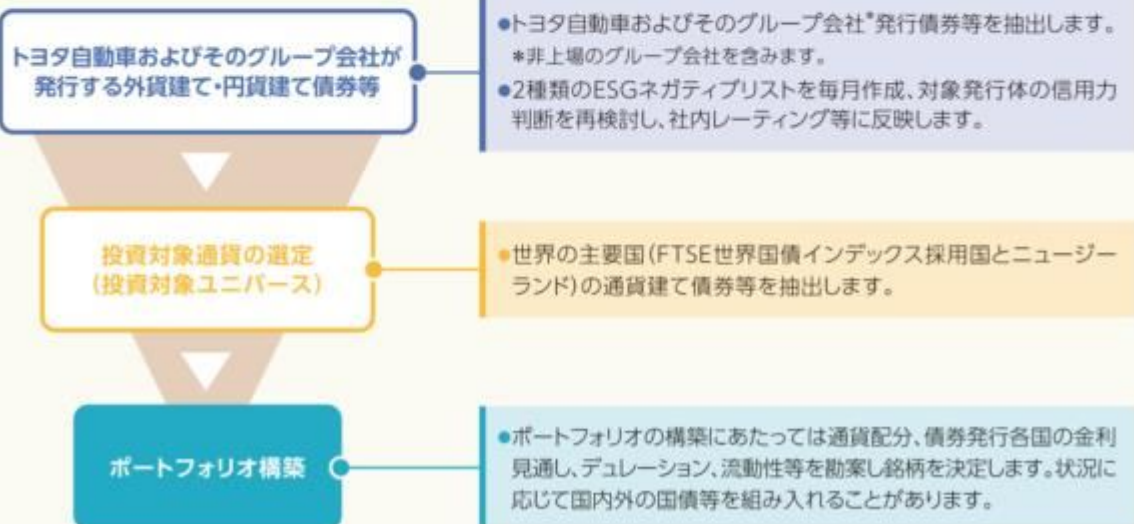 トヨタ自動車およびそのグループ会社が
発行する外貨建て・円貨建て債券等
●トヨタ自動車およびそのグループ会社*発行債券等を抽出します。
*非上場のグループ会社を含みます。
●2種類のESGネガティブリストを毎月作成、対象発行体の信用力
判断を再検討し、社内レーティング等に反映します。
投資対象通貨の選定
(投資対象ユニバース)
●世界の主要国(FTSE世界国債インデックス採用国とニュージー
ランド)の通貨建て債券等を抽出します。
ポートフォリオ構築
●ポートフォリオの構築にあたっては通貨配分、債券発行各国の金利
見通し、デュレーション、流動性等を勘案し銘柄を決定します。状況に
応じて国内外の国債等を組み入れることがあります。